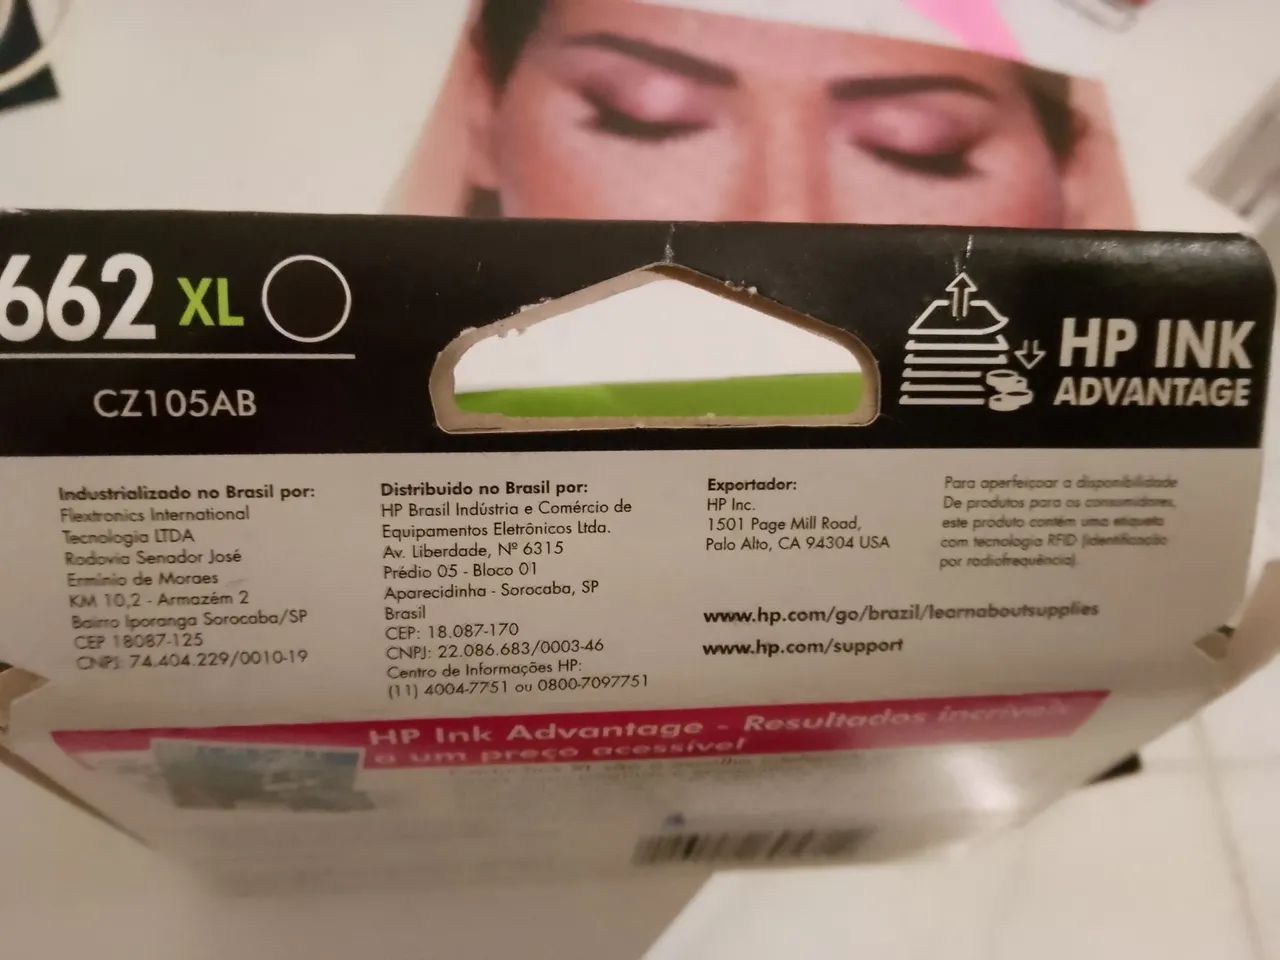 662 XL
CZ105AB
HP INK
ADVANTAGE
Industrializado no Brasil por:
Flextronics International
Tecnologia LTDA
Rodovia Senador José
Ermínio de Moraes
KM 10,2 - Armazém 2
Bairro Iporanga Sorocaba/SP
CEP 18087-125
CNPJ: 74.404.229/0010-19
Distribuido no Brasil por:
HP Brasil Indústria e Comércio de
Equipamentos Eletrônicos Ltda.
Av. Liberdade, Nº 6315
Prédio 05 - Bloco 01
Aparecidinha - Sorocaba, SP
Brasil
CEP: 18.087-170
CNPJ: 22.086.683/0003-46
Centro de Informações HP:
(11) 4004-7751 ou 0800-7097751
Exportador:
HP Inc.
1501 Page Mill Road,
Palo Alto, CA 94304 USA
www.hp.com/go/brazil/learnaboutsupplies
www.hp.com/support
Para aperfeiçoar a disponibilidade
De produtos para os consumidores,
este produto contém uma etiqueta
com tecnologia RFID (identificação
por radiofrequência).
HP Ink Advantage - Resultados incríveis
a um preço acessível